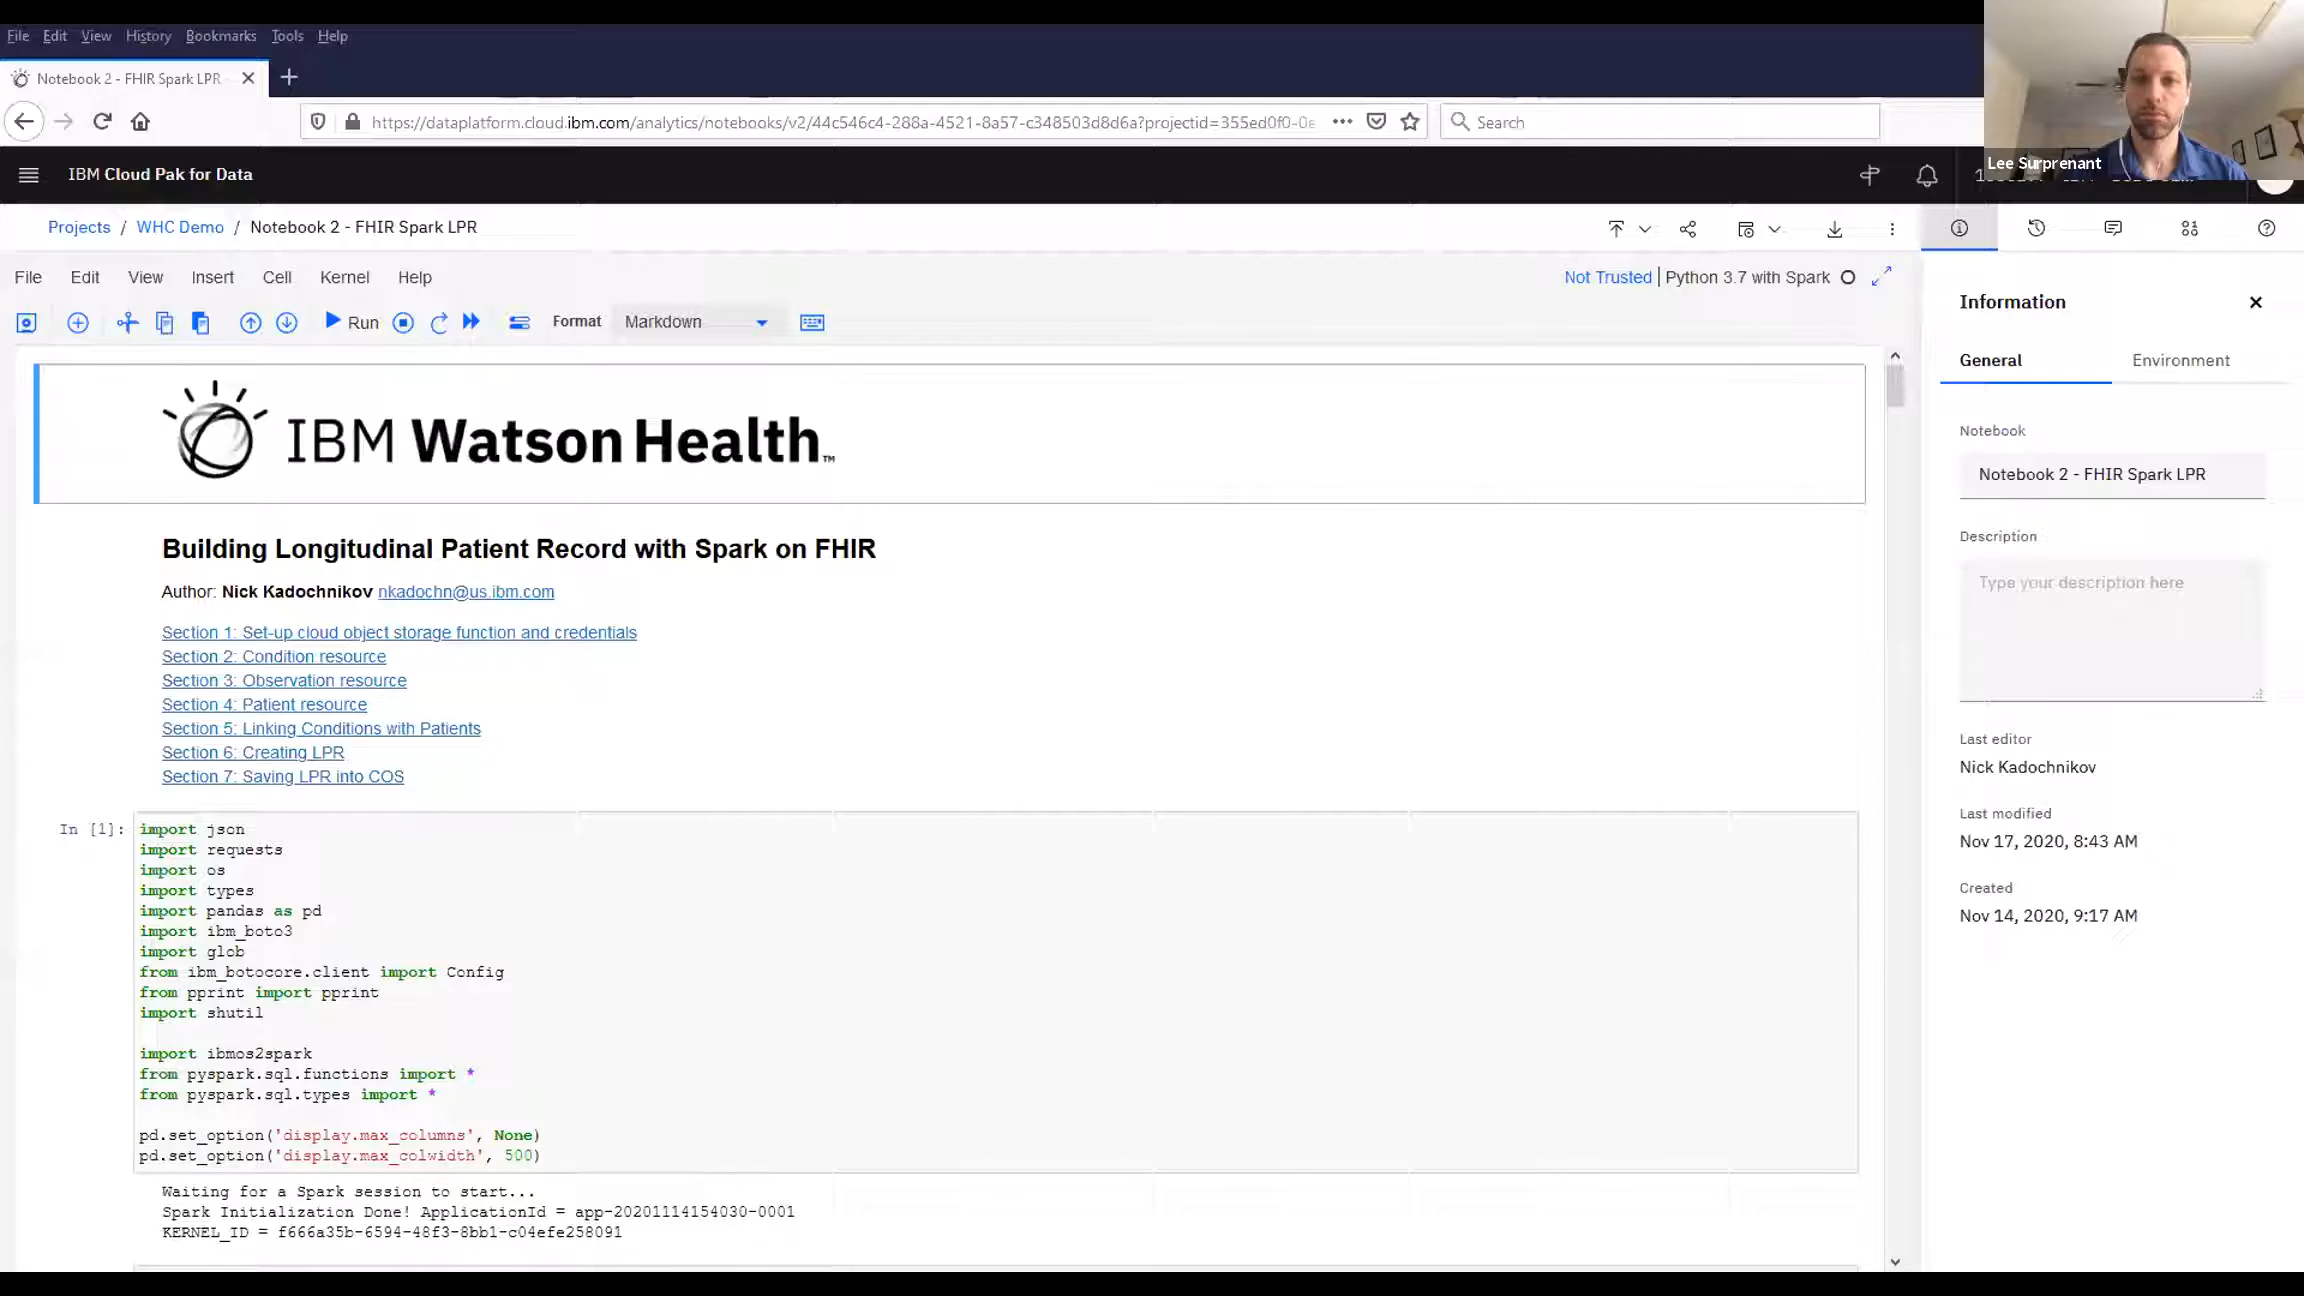 File Edit View History Bookmarks Tools Help
Notebook 2 - FHIR Spark LPR
https://dataplatform.cloud.ibm.com/analytics/notebooks/v2/44c546c4-288a-4521-8a57-c348503d8d6a?projectid=355ed0f0-0e
Search
Lee Surprenant
IBM Cloud Pak for Data
Projects / WHC Demo / Notebook 2 - FHIR Spark LPR
File Edit View Insert Cell Kernel Help
Not Trusted | Python 3.7 with Spark
Run Format Markdown
IBM Watson Health™
Building Longitudinal Patient Record with Spark on FHIR
Author: Nick Kadochnikov nkadochn@us.ibm.com
Section 1: Set-up cloud object storage function and credentials
Section 2: Condition resource
Section 3: Observation resource
Section 4: Patient resource
Section 5: Linking Conditions with Patients
Section 6: Creating LPR
Section 7: Saving LPR into COS
In [1]: import json
import requests
import os
import types
import pandas as pd
import ibm_boto3
import glob
from ibm_botocore.client import Config
from pprint import pprint
import shutil
import ibmos2spark
from pyspark.sql.functions import *
from pyspark.sql.types import *
pd.set_option('display.max_columns', None)
pd.set_option('display.max_colwidth', 500)
Waiting for a Spark session to start...
Spark Initialization Done! ApplicationId = app-20201114154030-0001
KERNEL_ID = f666a35b-6594-48f3-8bb1-c04efe258091
Information
General Environment
Notebook
Notebook 2 - FHIR Spark LPR
Description
Type your description here
Last editor
Nick Kadochnikov
Last modified
Nov 17, 2020, 8:43 AM
Created
Nov 14, 2020, 9:17 AM